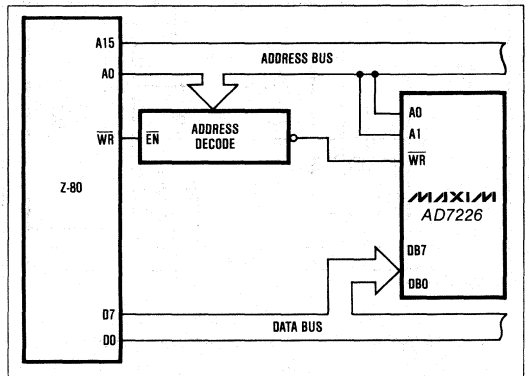 A15
ADDRESS BUS
A0
A0
ADDRESS
DECODE
A1
WR
EN
WR
Z-80
MAXIM
AD7226
DB7
DB0
D7
DATA BUS
D0